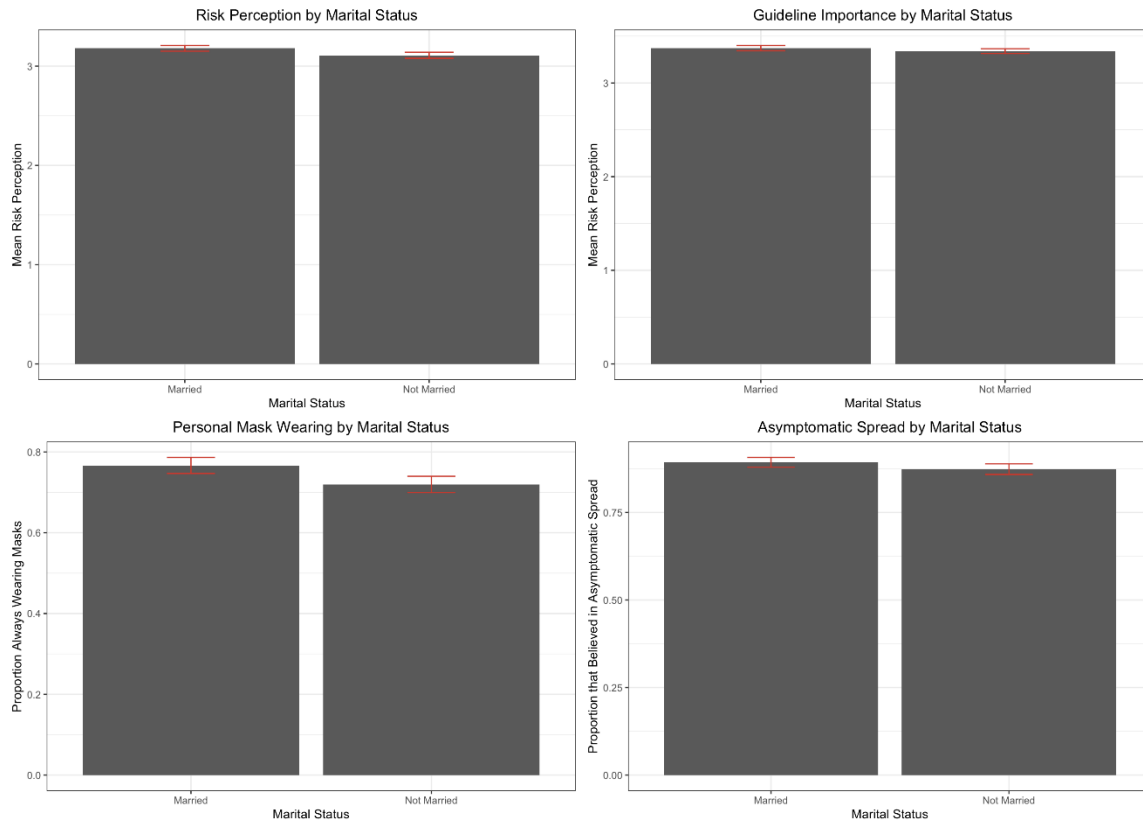 Risk Perception by Marital Status
Mean Risk Perception
3
2
1
0
Married
Not Married
Marital Status
Guideline Importance by Marital Status
Mean Risk Perception
3
2
1
0
Married
Not Married
Marital Status
Personal Mask Wearing by Marital Status
Proportion Always Wearing Masks
0.8
0.6
0.4
0.2
0.0
Married
Not Married
Marital Status
Asymptomatic Spread by Marital Status
Proportion that Believed in Asymptomatic Spread
0.75
0.50
0.25
0.00
Married
Not Married
Marital Status